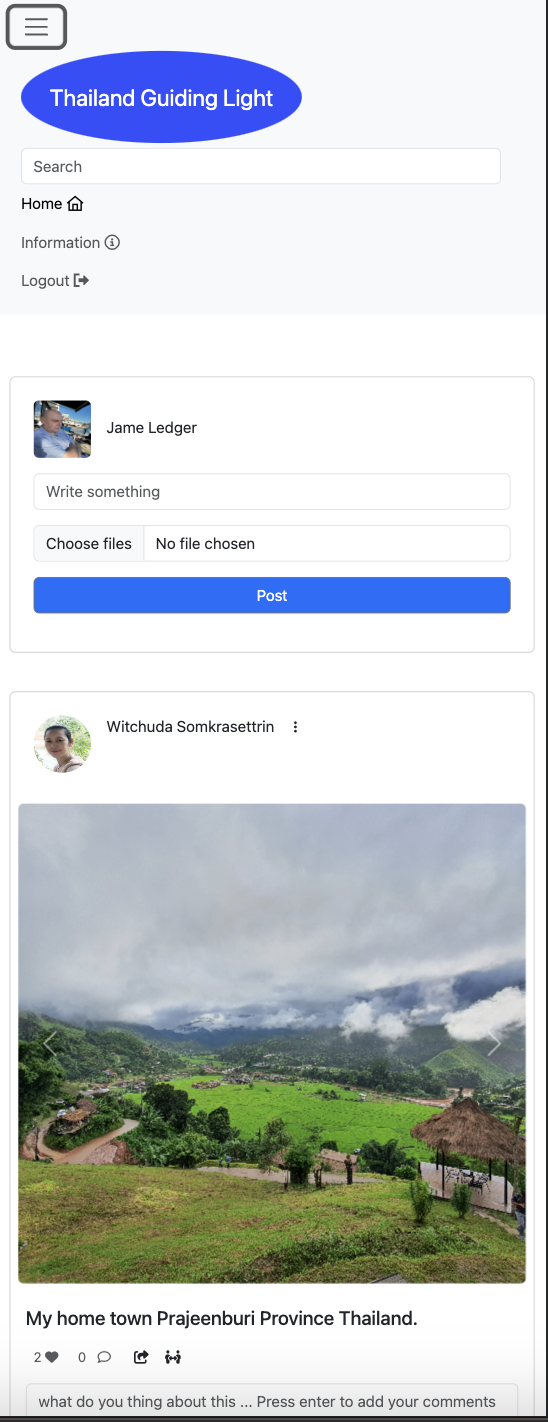 Thailand Guiding Light
Search
Home
Information
Logout
Jame Ledger
Write something
Choose files No file chosen
Post
Witchuda Somkrasettrin
My home town Prajeenburi Province Thailand.
2 0
what do you thing about this ... Press enter to add your comments